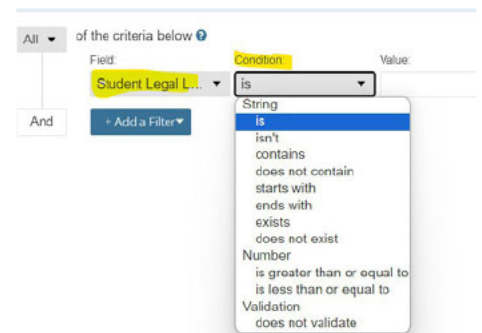 All of the criteria below
Field: Condition: Value:
Student Legal L... is
And + Add a Filter
String
is
isn't
contains
does not contain
starts with
ends with
exists
does not exist
Number
is greater than or equal to
is less than or equal to
Validation
does not validate